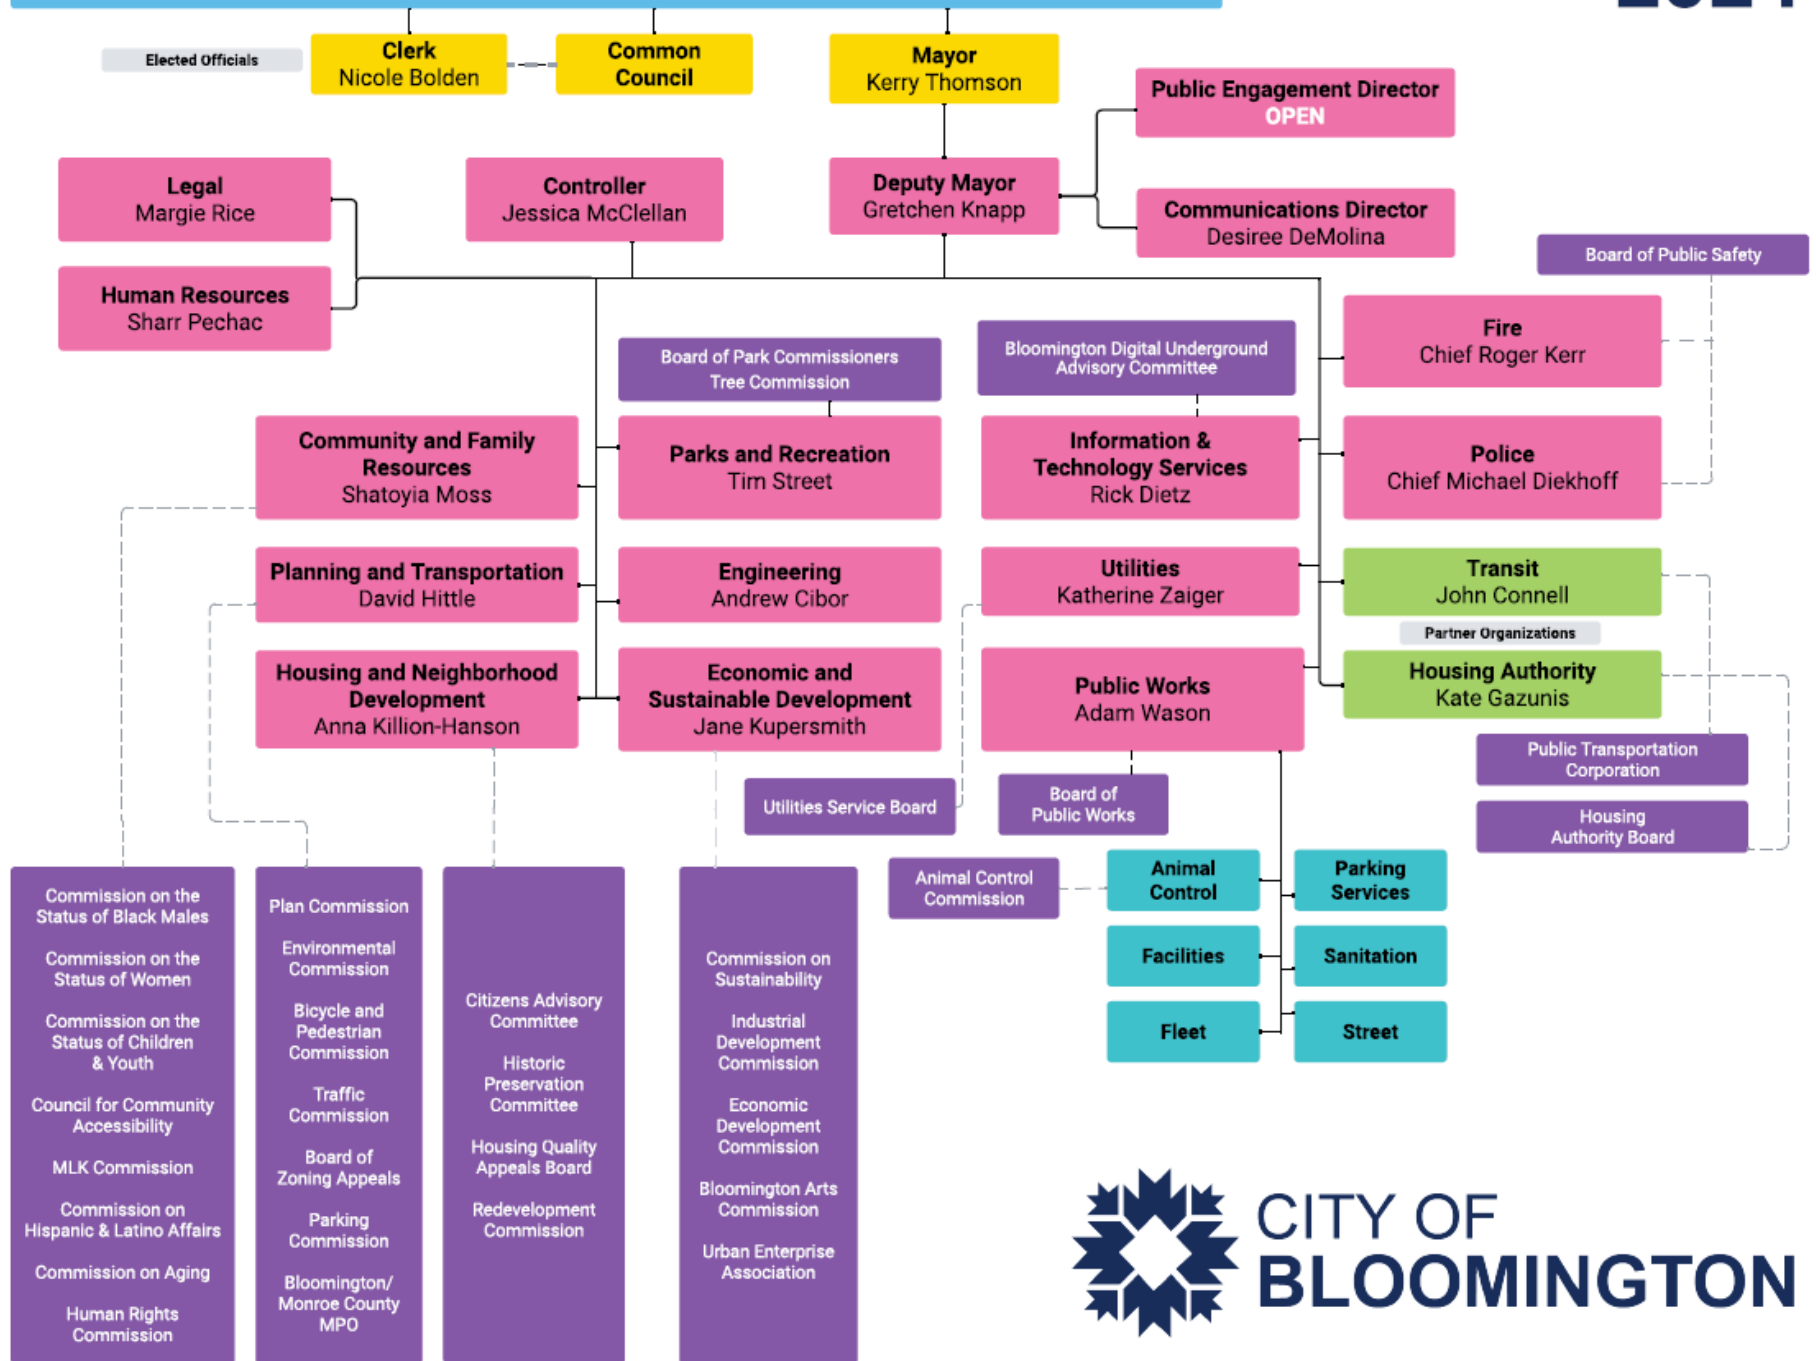 Elected Officials
Clerk
Nicole Bolden
Common
Council
Mayor
Kerry Thomson
Public Engagement Director
OPEN
Legal
Margie Rice
Controller
Jessica McClellan
Deputy Mayor
Gretchen Knapp
Communications Director
Desiree DeMolina
Board of Public Safety
Human Resources
Sharr Pechac
Board of Park Commissioners
Tree Commission
Bloomington Digital Underground
Advisory Committee
Fire
Chief Roger Kerr
Community and Family
Resources
Shatoyia Moss
Parks and Recreation
Tim Street
Information &
Technology Services
Rick Dietz
Police
Chief Michael Diekhoff
Planning and Transportation
David Hittle
Engineering
Andrew Cibor
Utilities
Katherine Zaiger
Transit
John Connell
Partner Organizations
Housing and Neighborhood
Development
Anna Killion-Hanson
Economic and
Sustainable Development
Jane Kupersmith
Public Works
Adam Wason
Housing Authority
Kate Gazunis
Public Transportation
Corporation
Utilities Service Board
Board of
Public Works
Housing
Authority Board
Animal Control
Commission
Animal
Control
Parking
Services
Facilities
Sanitation
Fleet
Street
Commission on the
Status of Black Males
Commission on the
Status of Women
Commission on the
Status of Children
& Youth
Council for Community
Accessibility
MLK Commission
Commission on
Hispanic & Latino Affairs
Commission on Aging
Human Rights
Commission
Plan Commission
Environmental
Commission
Bicycle and
Pedestrian
Commission
Traffic
Commission
Board of
Zoning Appeals
Parking
Commission
Bloomington/
Monroe County
MPO
Citizens Advisory
Committee
Historic
Preservation
Committee
Housing Quality
Appeals Board
Redevelopment
Commission
Commission on
Sustainability
Industrial
Development
Commission
Economic
Development
Commission
Bloomington Arts
Commission
Urban Enterprise
Association
CITY OF
BLOOMINGTON